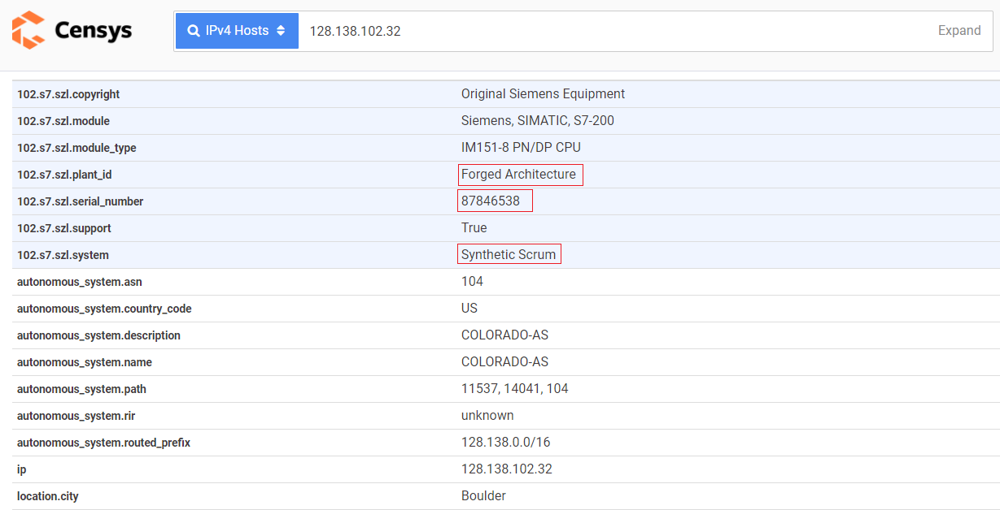 Censys IPv4 Hosts 128.138.102.32 Expand
102.s7.szl.copyright Original Siemens Equipment
102.s7.szl.module Siemens, SIMATIC, S7-200
102.s7.szl.module_type IM151-8 PN/DP CPU
102.s7.szl.plant_id Forged Architecture
102.s7.szl.serial_number 87846538
102.s7.szl.support True
102.s7.szl.system Synthetic Scrum
autonomous_system.asn 104
autonomous_system.country_code US
autonomous_system.description COLORADO-AS
autonomous_system.name COLORADO-AS
autonomous_system.path 11537, 14041, 104
autonomous_system.rir unknown
autonomous_system.routed_prefix 128.138.0.0/16
ip 128.138.102.32
location.city Boulder